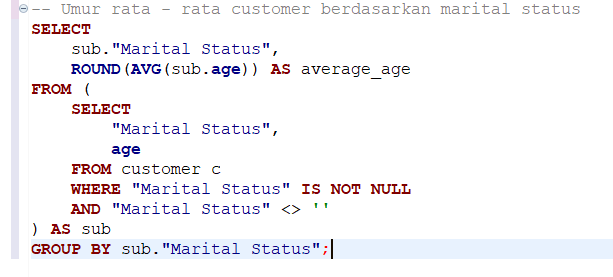 -- Umur rata - rata customer berdasarkan marital status
SELECT
    sub."Marital Status",
    ROUND(AVG(sub.age)) AS average_age
FROM (
    SELECT
        "Marital Status",
        age
    FROM customer c
    WHERE "Marital Status" IS NOT NULL
    AND "Marital Status" <> ''
) AS sub
GROUP BY sub."Marital Status";